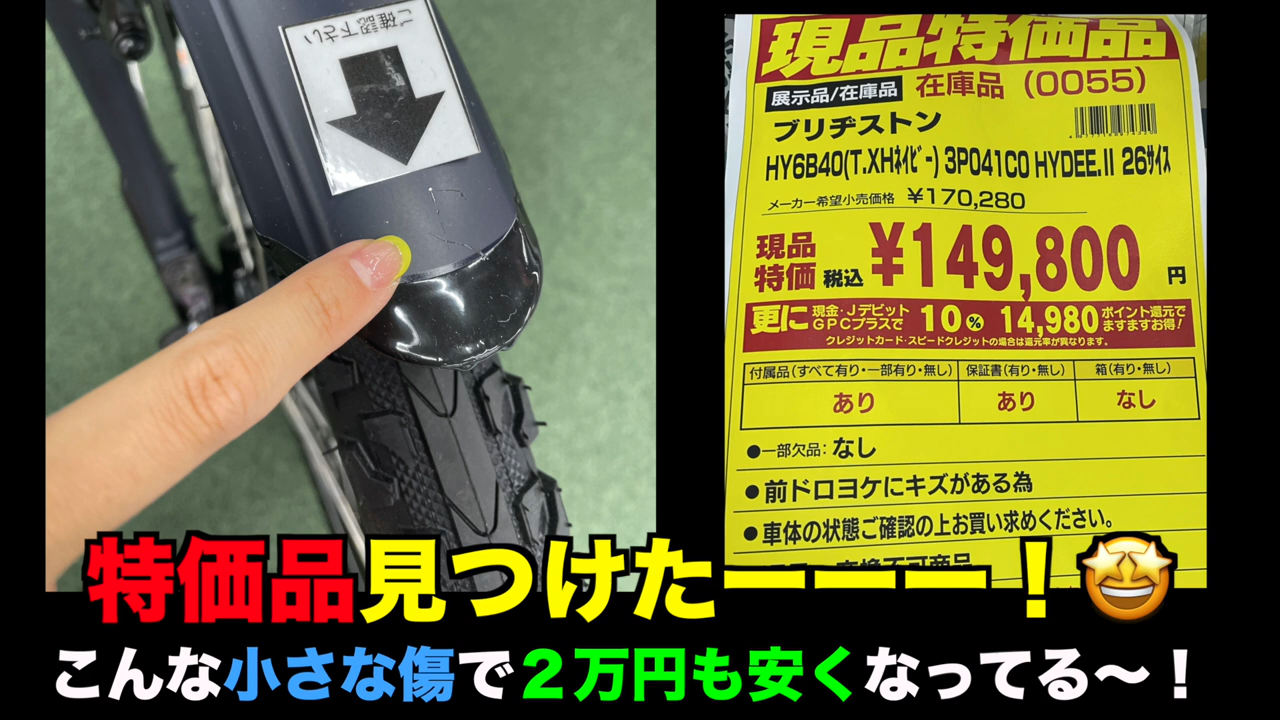 ご確認下さい
現品特価品
展示品/在庫品 在庫品（0055）
ブリヂストン
HY6B40(T.XHﾈｲﾋﾞｰ) 3P041C0 HYDEE.II 26ｻｲｽﾞ
メーカー希望小売価格 ¥170,280
現品特価 税込 ¥149,800円
更に 現金・Jデビット GPCプラスで 10% 14,980 ポイント還元で ますますお得！
クレジットカード・スピードクレジットの場合は還元率が異なります。
付属品（すべて有り・一部有り・無し） 保証書（有り・無し） 箱（有り・無し）
あり あり なし
●一部欠品：なし
●前ドロヨケにキズがある為
●車体の状態ご確認の上お買い求めください。
特価品見つけたーーー！
こんな小さな傷で２万円も安くなってる〜！